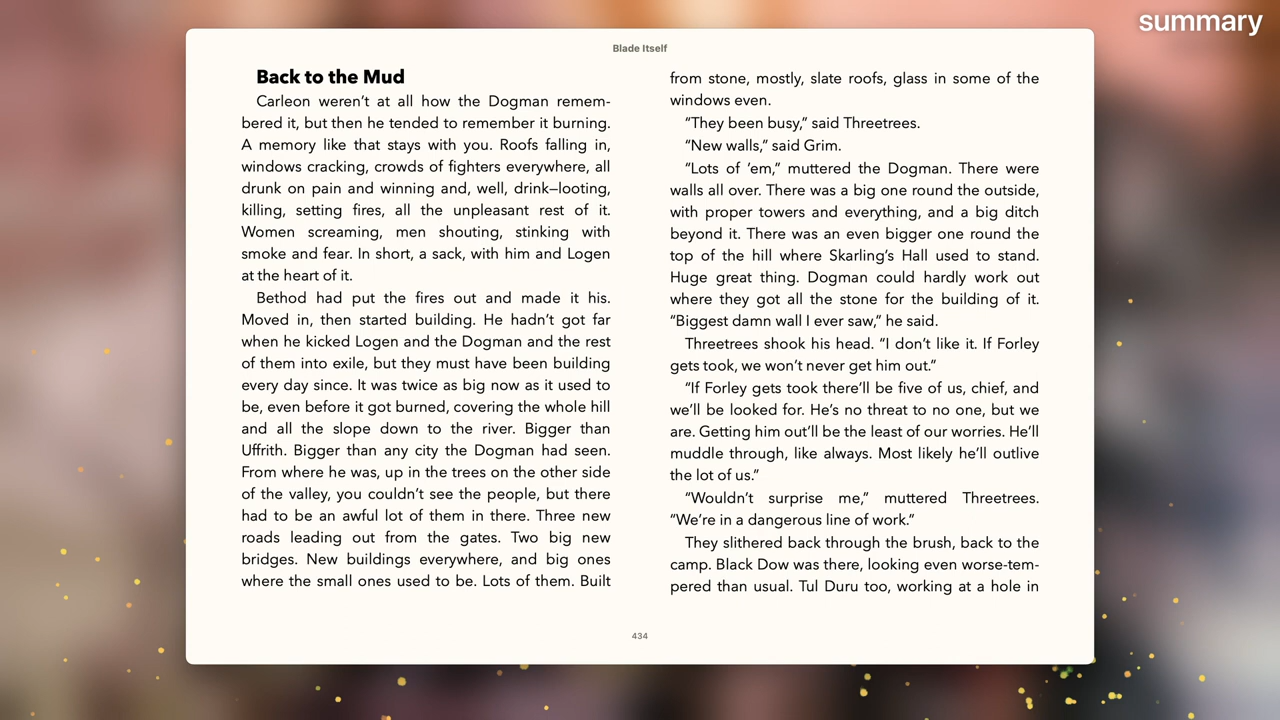 summary
Blade Itself
Back to the Mud
Carleon weren’t at all how the Dogman remem-
bered it, but then he tended to remember it burning.
A memory like that stays with you. Roofs falling in,
windows cracking, crowds of fighters everywhere, all
drunk on pain and winning and, well, drink—looting,
killing, setting fires, all the unpleasant rest of it.
Women screaming, men shouting, stinking with
smoke and fear. In short, a sack, with him and Logen
at the heart of it.
Bethod had put the fires out and made it his.
Moved in, then started building. He hadn’t got far
when he kicked Logen and the Dogman and the rest
of them into exile, but they must have been building
every day since. It was twice as big now as it used to
be, even before it got burned, covering the whole hill
and all the slope down to the river. Bigger than
Uffrith. Bigger than any city the Dogman had seen.
From where he was, up in the trees on the other side
of the valley, you couldn’t see the people, but there
had to be an awful lot of them in there. Three new
roads leading out from the gates. Two big new
bridges. New buildings everywhere, and big ones
where the small ones used to be. Lots of them. Built
from stone, mostly, slate roofs, glass in some of the
windows even.
“They been busy,” said Threetrees.
“New walls,” said Grim.
“Lots of ’em,” muttered the Dogman. There were
walls all over. There was a big one round the outside,
with proper towers and everything, and a big ditch
beyond it. There was an even bigger one round the
top of the hill where Skarling’s Hall used to stand.
Huge great thing. Dogman could hardly work out
where they got all the stone for the building of it.
“Biggest damn wall I ever saw,” he said.
Threetrees shook his head. “I don’t like it. If Forley
gets took, we won’t never get him out.”
“If Forley gets took there’ll be five of us, chief, and
we’ll be looked for. He’s no threat to no one, but we
are. Getting him out’ll be the least of our worries. He’ll
muddle through, like always. Most likely he’ll outlive
the lot of us.”
“Wouldn’t surprise me,” muttered Threetrees.
“We’re in a dangerous line of work.”
They slithered back through the brush, back to the
camp. Black Dow was there, looking even worse-tem-
pered than usual. Tul Duru too, working at a hole in
434